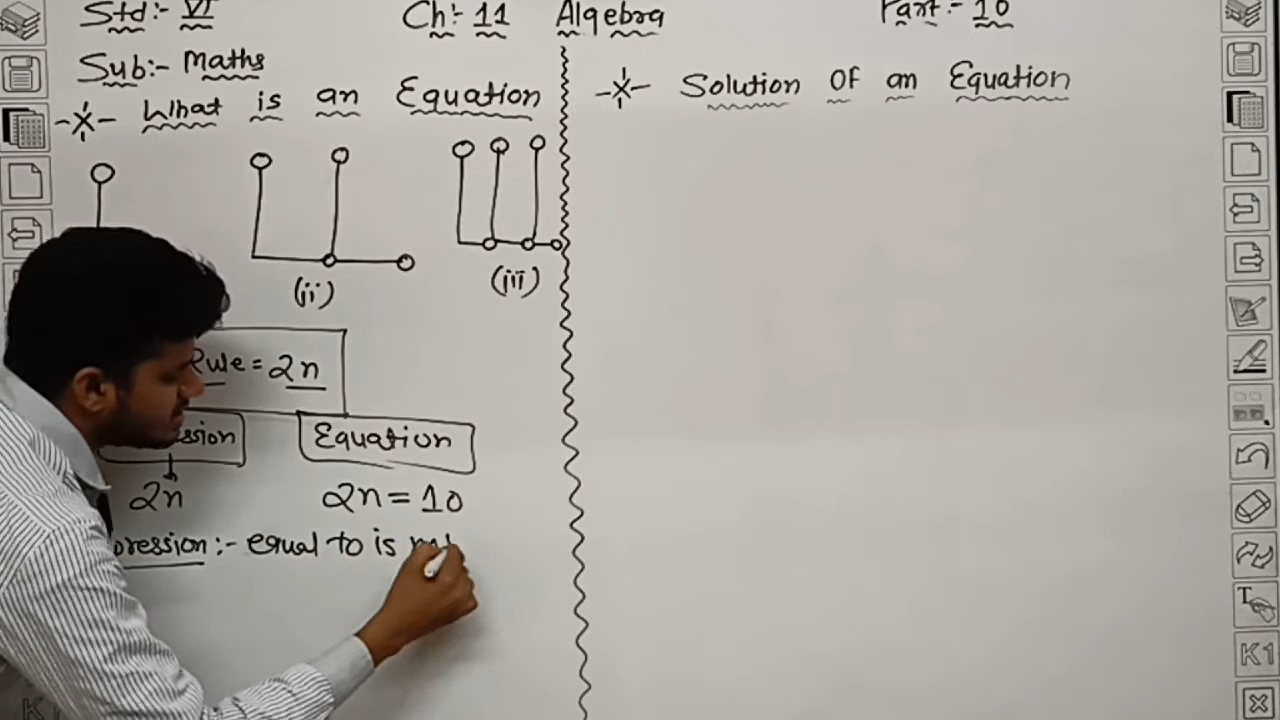 Std:- VI
Sub:- Maths
Ch:- 11 Algebra
Part:- 10
What is an Equation
(ii)
(iii)
Rule = 2n
Equation
2n
2n = 10
equal to is
Solution of an Equation
T
K1